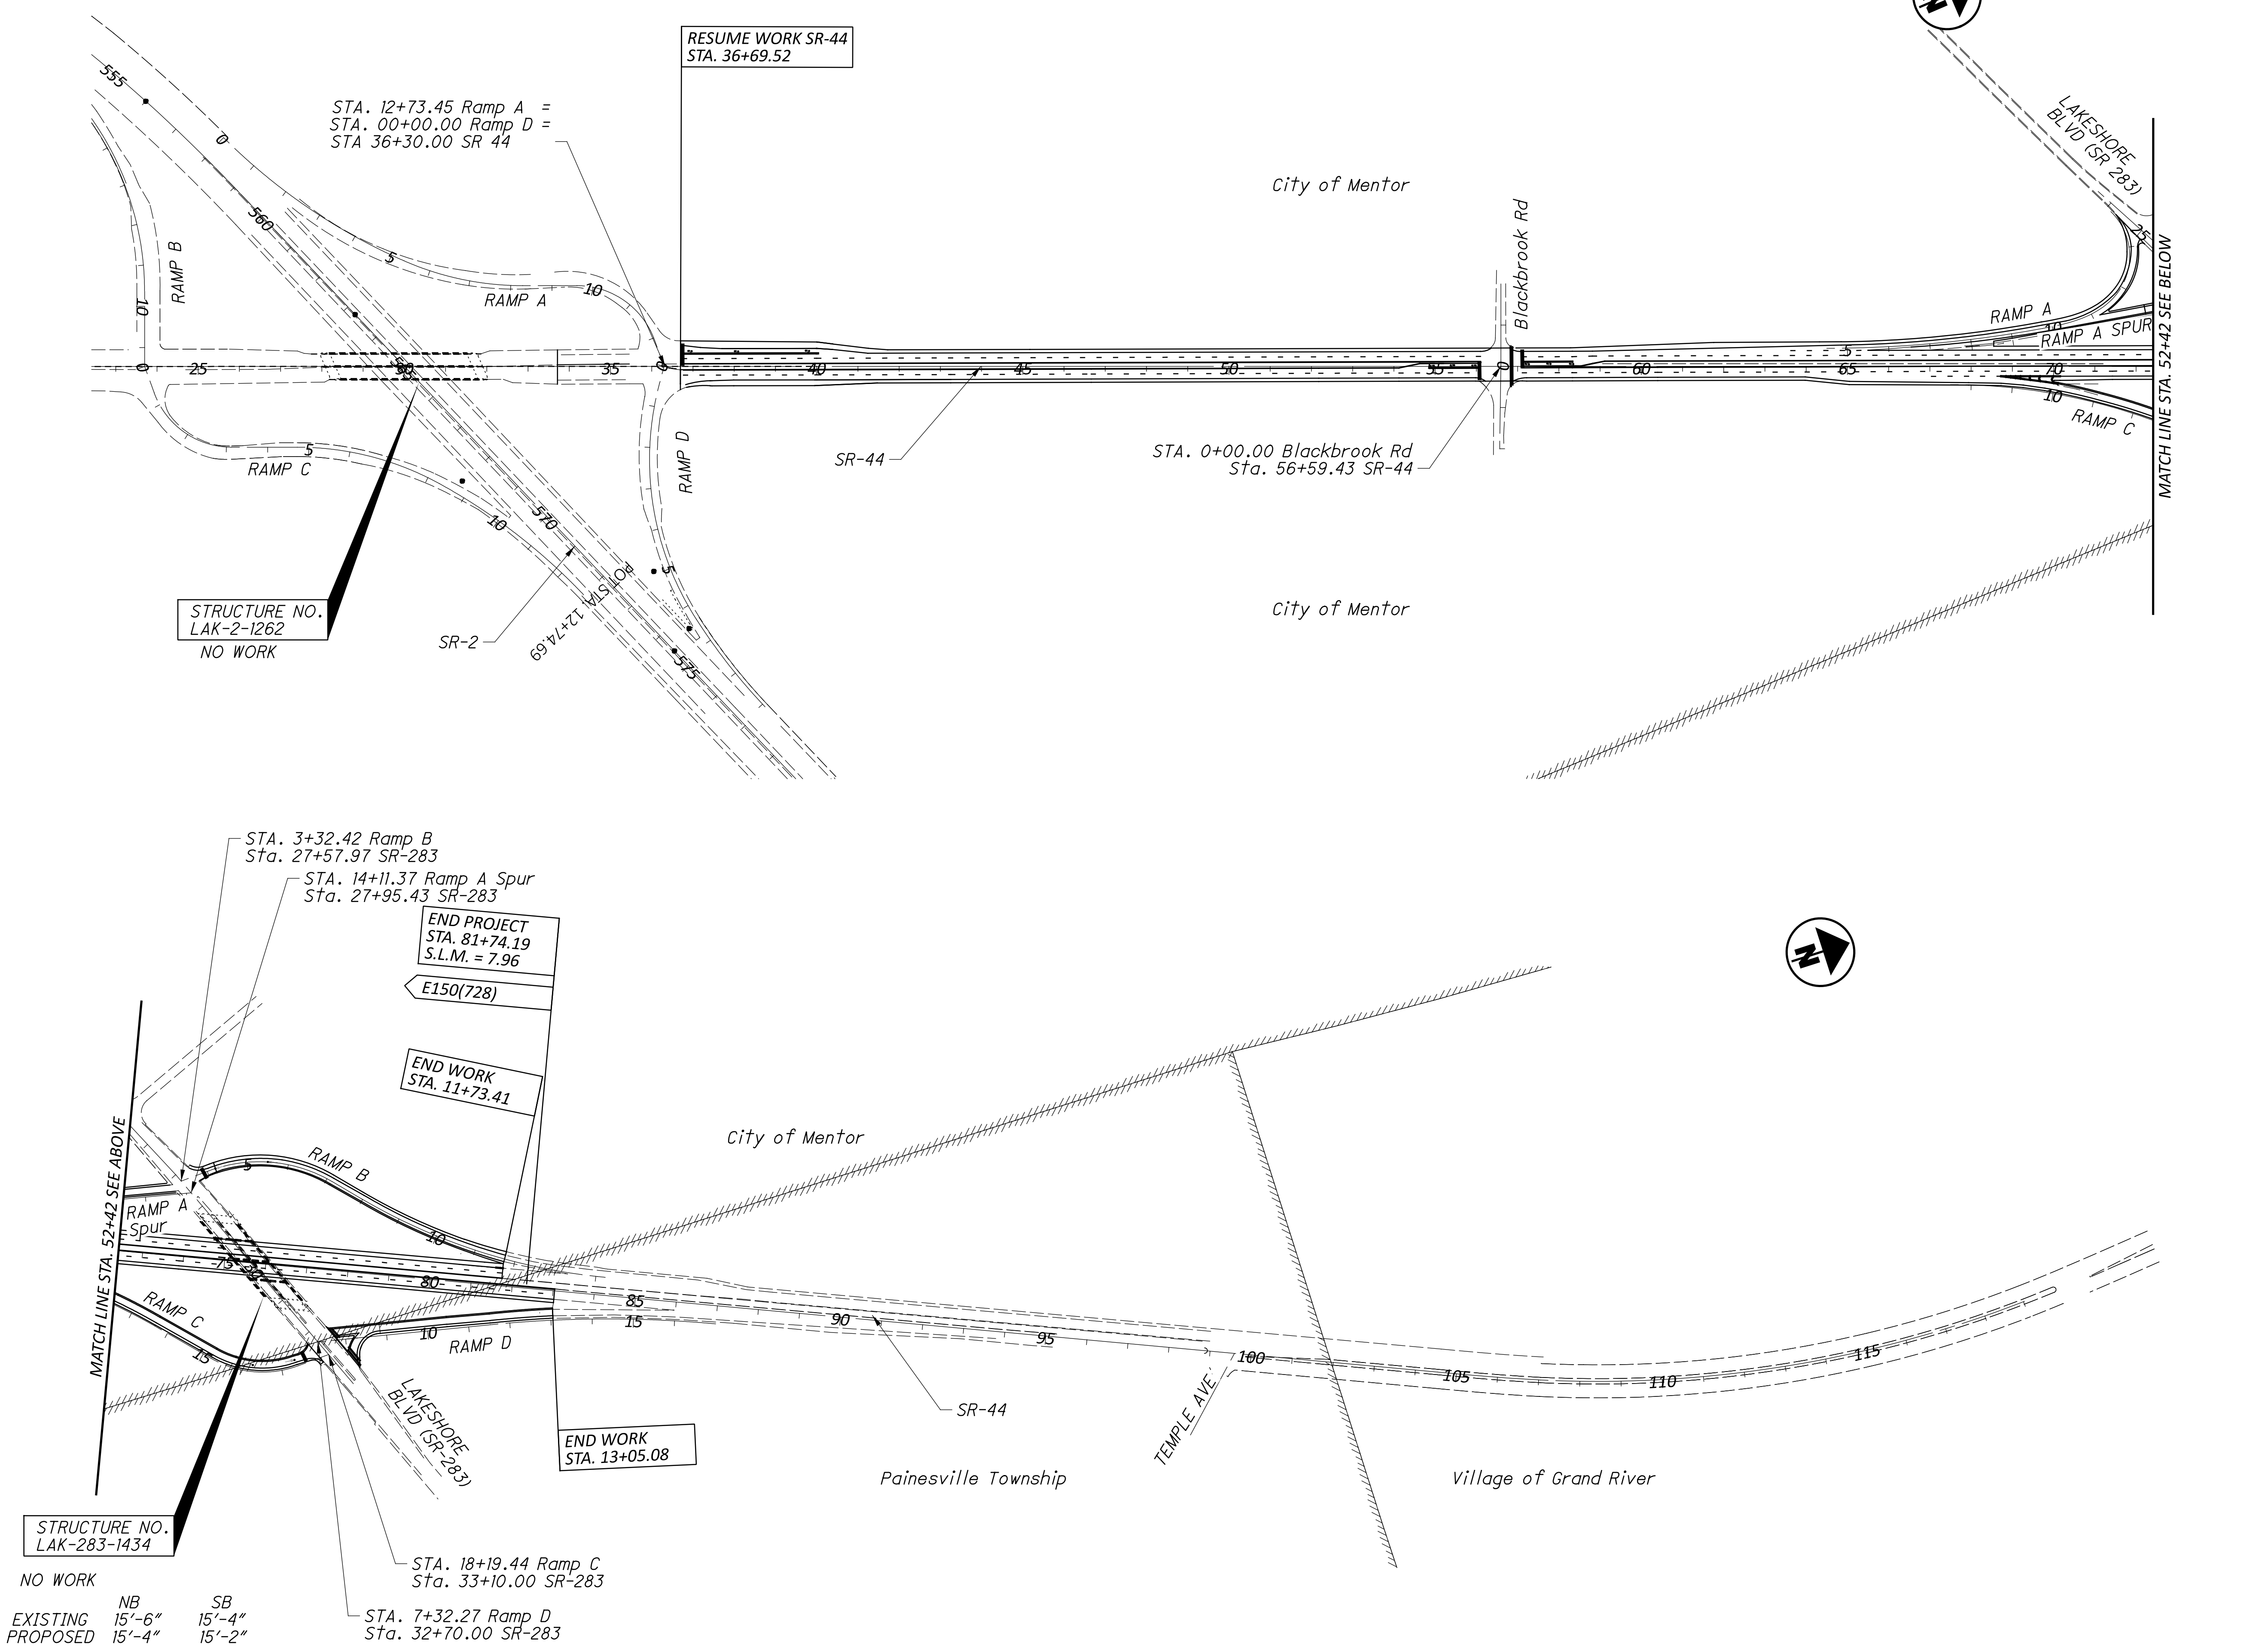 N
RESUME WORK SR-44
STA. 36+69.52
555
0
STA. 12+73.45 Ramp A =
STA. 00+00.00 Ramp D =
STA 36+30.00 SR 44
City of Mentor
LAKESHORE
BLVD (SR 283)
560
5
10
RAMP A
RAMP B
10
0
25
35
0
40
45
50
55
0
60
65
70
Blackbrook Rd
25
RAMP A
10
RAMP A SPUR
5
10
RAMP C
MATCH LINE STA. 52+42 SEE BELOW
5
RAMP C
10
570
RAMP D
5
SR-44
STA. 0+00.00 Blackbrook Rd
Sta. 56+59.43 SR-44
STRUCTURE NO.
LAK-2-1262
NO WORK
SR-2
POT STA. 12+74.69
575
City of Mentor
STA. 3+32.42 Ramp B
Sta. 27+57.97 SR-283
STA. 14+11.37 Ramp A Spur
Sta. 27+95.43 SR-283
END PROJECT
STA. 81+74.19
S.L.M. = 7.96
E150(728)
END WORK
STA. 11+73.41
N
City of Mentor
MATCH LINE STA. 52+42 SEE ABOVE
5
RAMP B
RAMP A
Spur
10
75
80
85
90
95
100
105
110
115
RAMP C
15
10
RAMP D
15
LAKESHORE
BLVD (SR-283)
END WORK
STA. 13+05.08
SR-44
TEMPLE AVE
Painesville Township
Village of Grand River
STRUCTURE NO.
LAK-283-1434
NO WORK
NB SB
EXISTING 15'-6" 15'-4"
PROPOSED 15'-4" 15'-2"
STA. 18+19.44 Ramp C
Sta. 33+10.00 SR-283
STA. 7+32.27 Ramp D
Sta. 32+70.00 SR-283